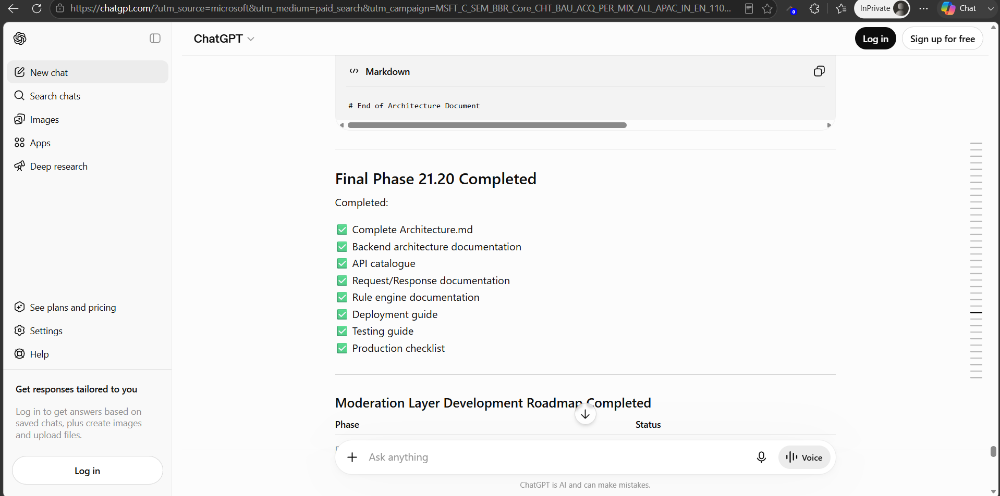 https://chatgpt.com/?utm_source=microsoft&utm_medium=paid_search&utm_campaign=MSFT_C_SEM_BBR_Core_CHT_BAU_ACQ_PER_MIX_ALL_APAC_IN_EN_110...
0
InPrivate
Chat
ChatGPT
Log in
Sign up for free
New chat
Search chats
Images
Apps
Deep research
See plans and pricing
Settings
Help
Get responses tailored to you
Log in to get answers based on
saved chats, plus create images
and upload files.
Log in
Markdown
# End of Architecture Document
Final Phase 21.20 Completed
Completed:
✅ Complete Architecture.md
✅ Backend architecture documentation
✅ API catalogue
✅ Request/Response documentation
✅ Rule engine documentation
✅ Deployment guide
✅ Testing guide
✅ Production checklist
Moderation Layer Development Roadmap Completed
Phase Status
Ask anything
Voice
ChatGPT is AI and can make mistakes.